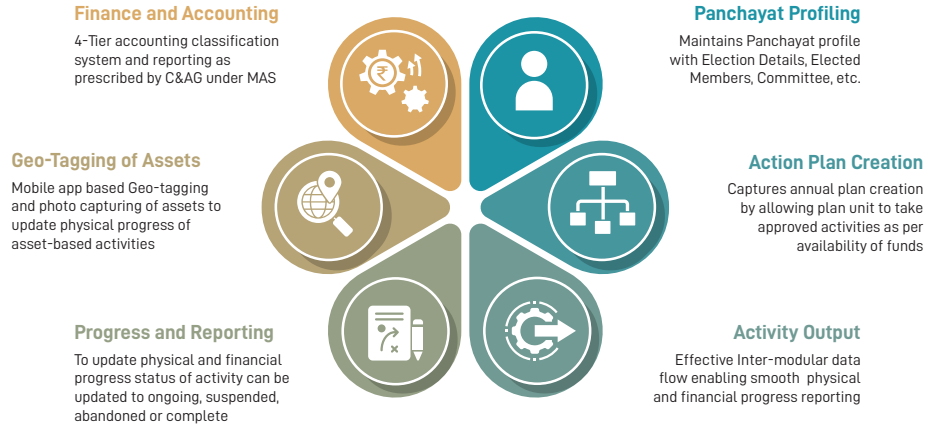 Finance and Accounting
4-Tier accounting classification
system and reporting as
prescribed by C&AG under MAS
Panchayat Profiling
Maintains Panchayat profile
with Election Details, Elected
Members, Committee, etc.
₹
Geo-Tagging of Assets
Mobile app based Geo-tagging
and photo capturing of assets to
update physical progress of
asset-based activities
Action Plan Creation
Captures annual plan creation
by allowing plan unit to take
approved activities as per
availability of funds
Progress and Reporting
To update physical and financial
progress status of activity can be
updated to ongoing, suspended,
abandoned or complete
Activity Output
Effective Inter-modular data
flow enabling smooth  physical
and financial progress reporting